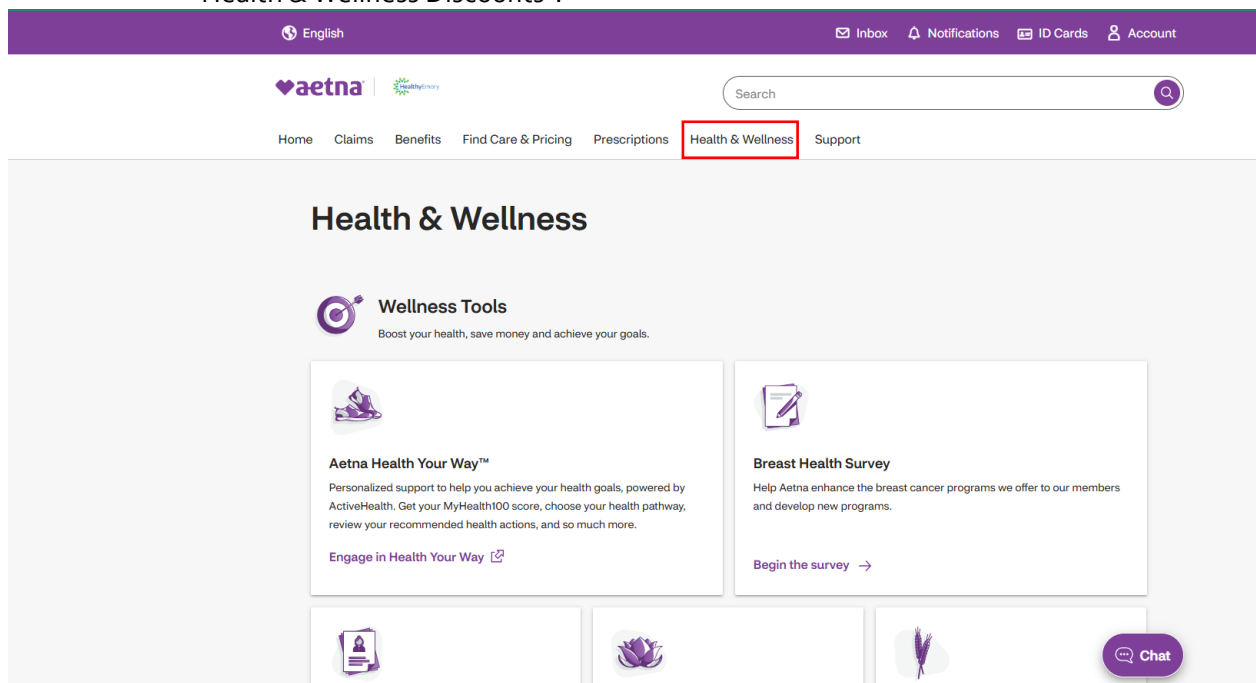 Health & Wellness Discounts".
English
Inbox
Notifications
ID Cards
Account
aetna
HealthyEmory
Search
Home
Claims
Benefits
Find Care & Pricing
Prescriptions
Health & Wellness
Support
Health & Wellness
Wellness Tools
Boost your health, save money and achieve your goals.
Aetna Health Your Way™
Personalized support to help you achieve your health goals, powered by
ActiveHealth. Get your MyHealth100 score, choose your health pathway,
review your recommended health actions, and so much more.
Engage in Health Your Way
Breast Health Survey
Help Aetna enhance the breast cancer programs we offer to our members
and develop new programs.
Begin the survey
Chat